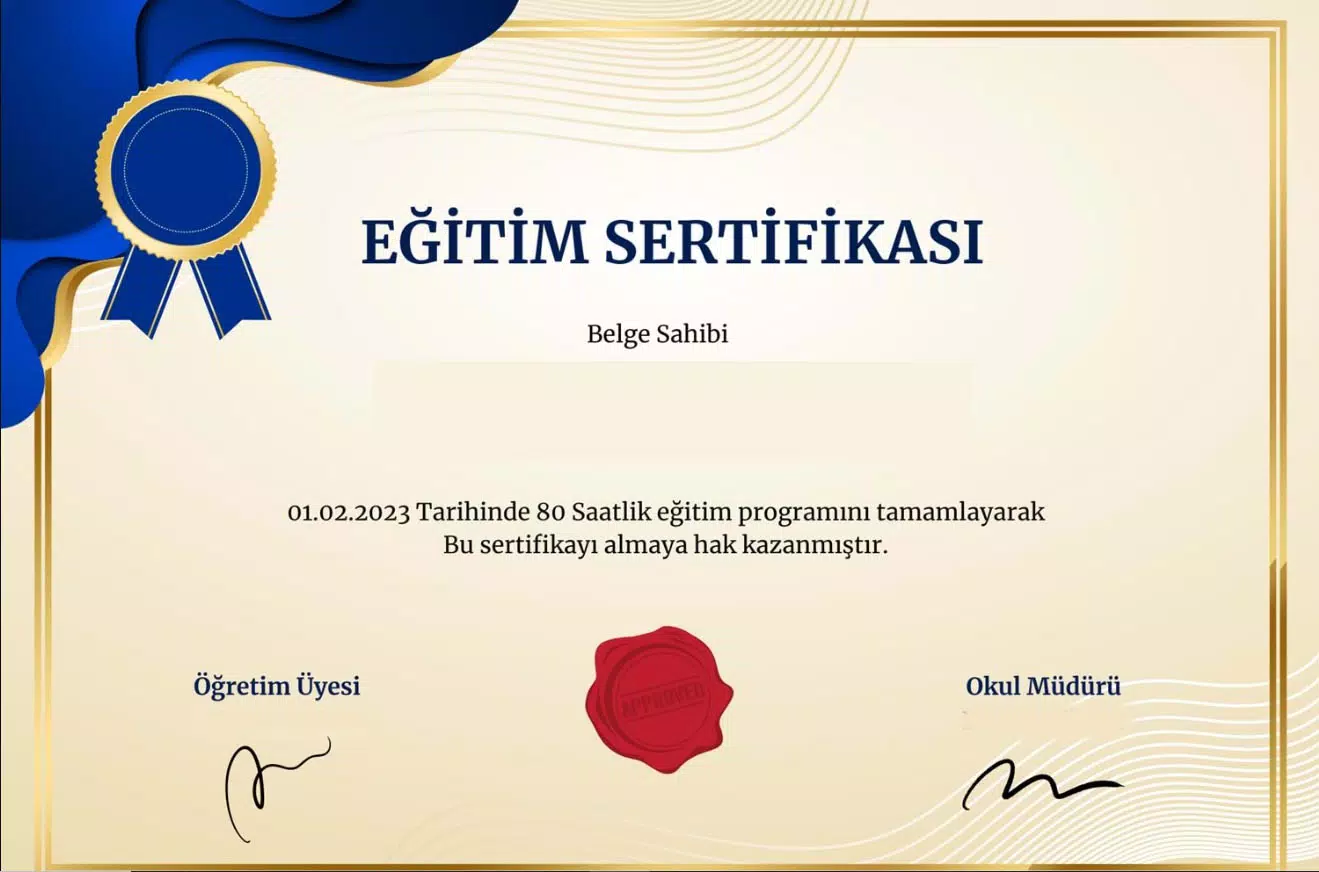 EĞİTİM SERTİFİKASI
Belge Sahibi
01.02.2023 Tarihinde 80 Saatlik eğitim programını tamamlayarak
Bu sertifikayı almaya hak kazanmıştır.
APPROVED
Öğretim Üyesi
Okul Müdürü